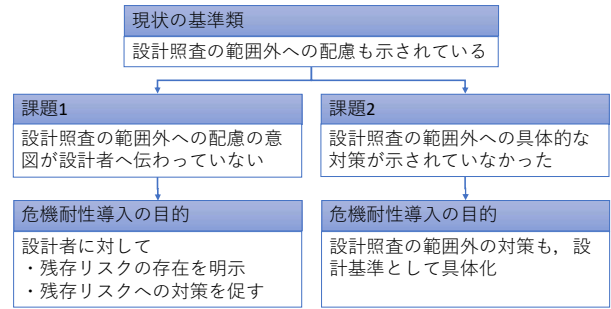 現状の基準類
設計照査の範囲外への配慮も示されている
課題1
設計照査の範囲外への配慮の意
図が設計者へ伝わっていない
課題2
設計照査の範囲外への具体的な
対策が示されていなかった
危機耐性導入の目的
設計者に対して
・残存リスクの存在を明示
・残存リスクへの対策を促す
危機耐性導入の目的
設計照査の範囲外の対策も，設
計基準として具体化